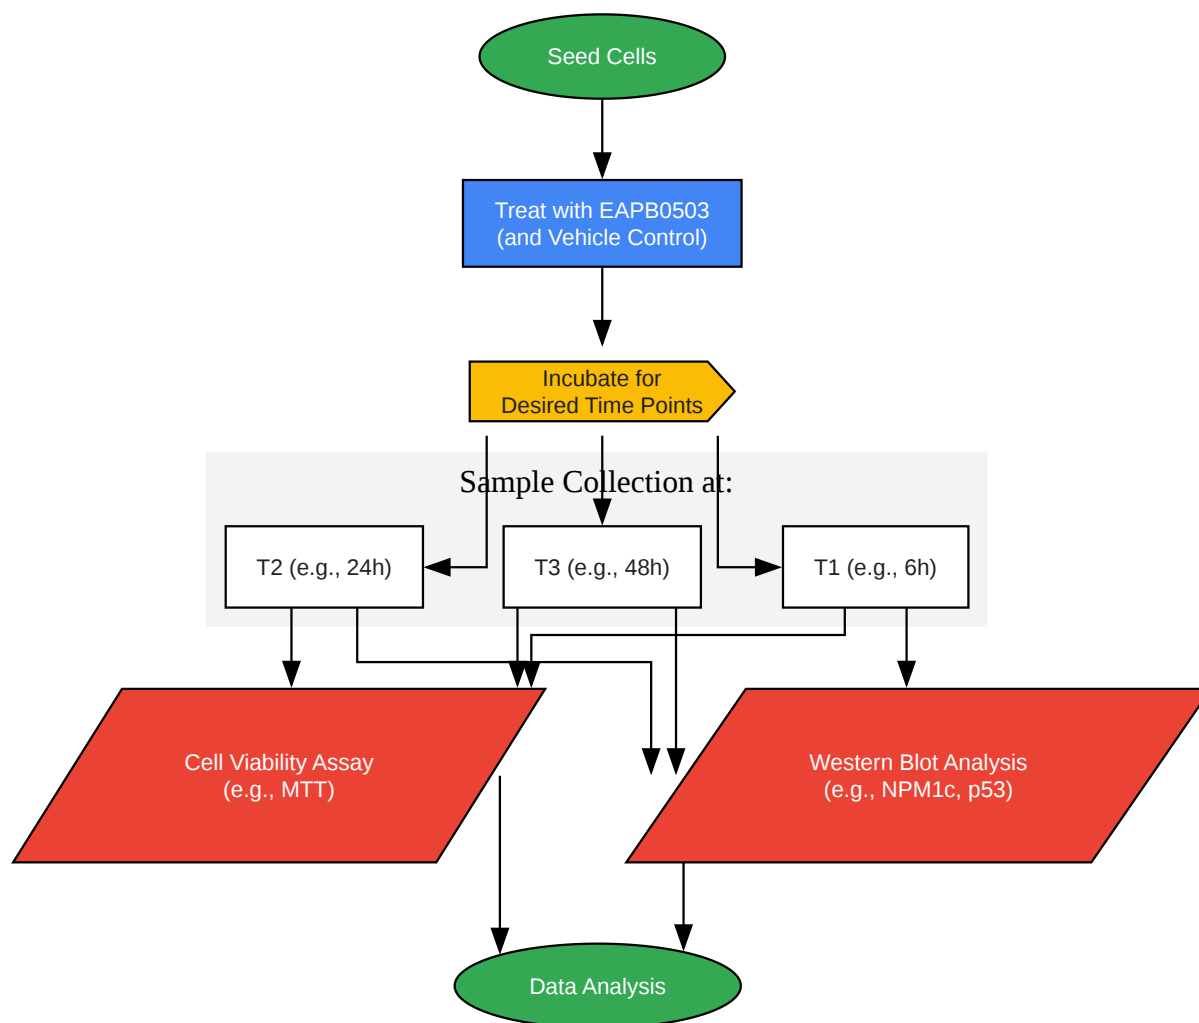 Seed Cells
Treat with EAPB0503
(and Vehicle Control)
Incubate for
Desired Time Points
Sample Collection at:
T2 (e.g., 24h)
T3 (e.g., 48h)
T1 (e.g., 6h)
Cell Viability Assay
(e.g., MTT)
Western Blot Analysis
(e.g., NPM1c, p53)
Data Analysis